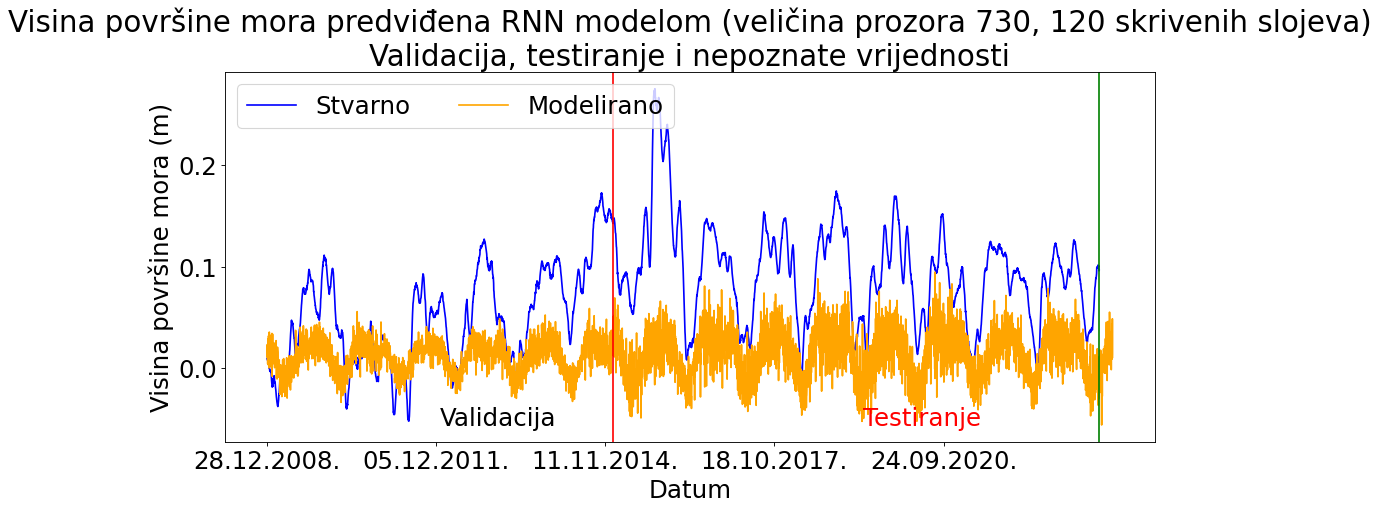 Visina površine mora predviđena RNN modelom (veličina prozora 730, 120 skrivenih slojeva)
Validacija, testiranje i nepoznate vrijednosti
Stvarno Modelirano
Visina površine mora (m)
0.2
0.1
0.0
Validacija Testiranje
28.12.2008. 05.12.2011. 11.11.2014. 18.10.2017. 24.09.2020.
Datum